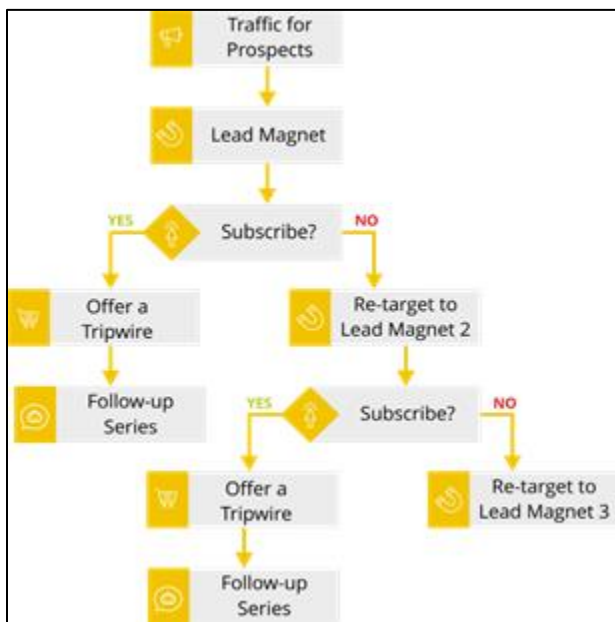 Traffic for
Prospects
Lead Magnet
YES
Subscribe?
NO
Offer a
Tripwire
Re-target to
Lead Magnet 2
Follow-up
Series
YES
Subscribe?
NO
Offer a
Tripwire
Re-target to
Lead Magnet 3
Follow-up
Series